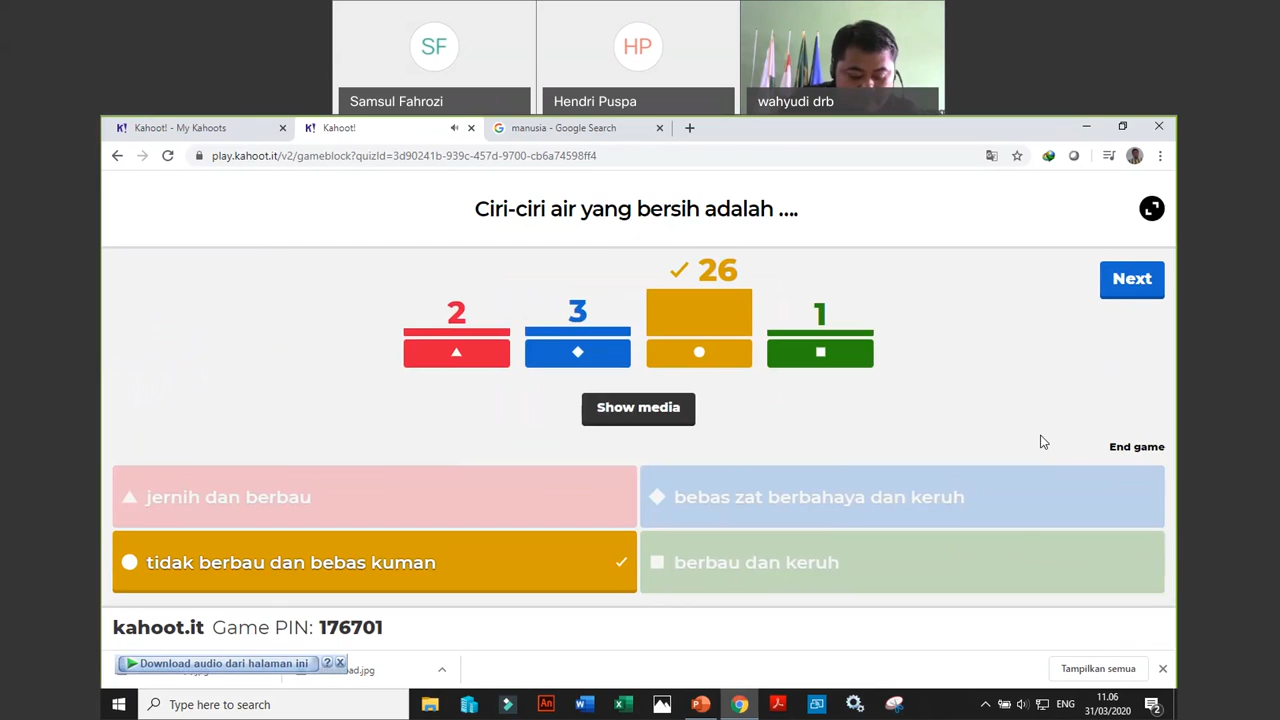 SF
HP
Samsul Fahrozi
Hendri Puspa
wahyudi drb
Kahoot! - My Kahoots
Kahoot!
manusia - Google Search
play.kahoot.it/v2/gameblock?quizId=3d90241b-939c-457d-9700-cb6a74598ff4
Ciri-ciri air yang bersih adalah ....
Next
2
3
26
1
Show media
End game
jernih dan berbau
bebas zat berbahaya dan keruh
tidak berbau dan bebas kuman
berbau dan keruh
kahoot.it Game PIN: 176701
Download audio dari halaman ini
?
Tampilkan semua
Type here to search
An
ENG
11.06
31/03/2020
2